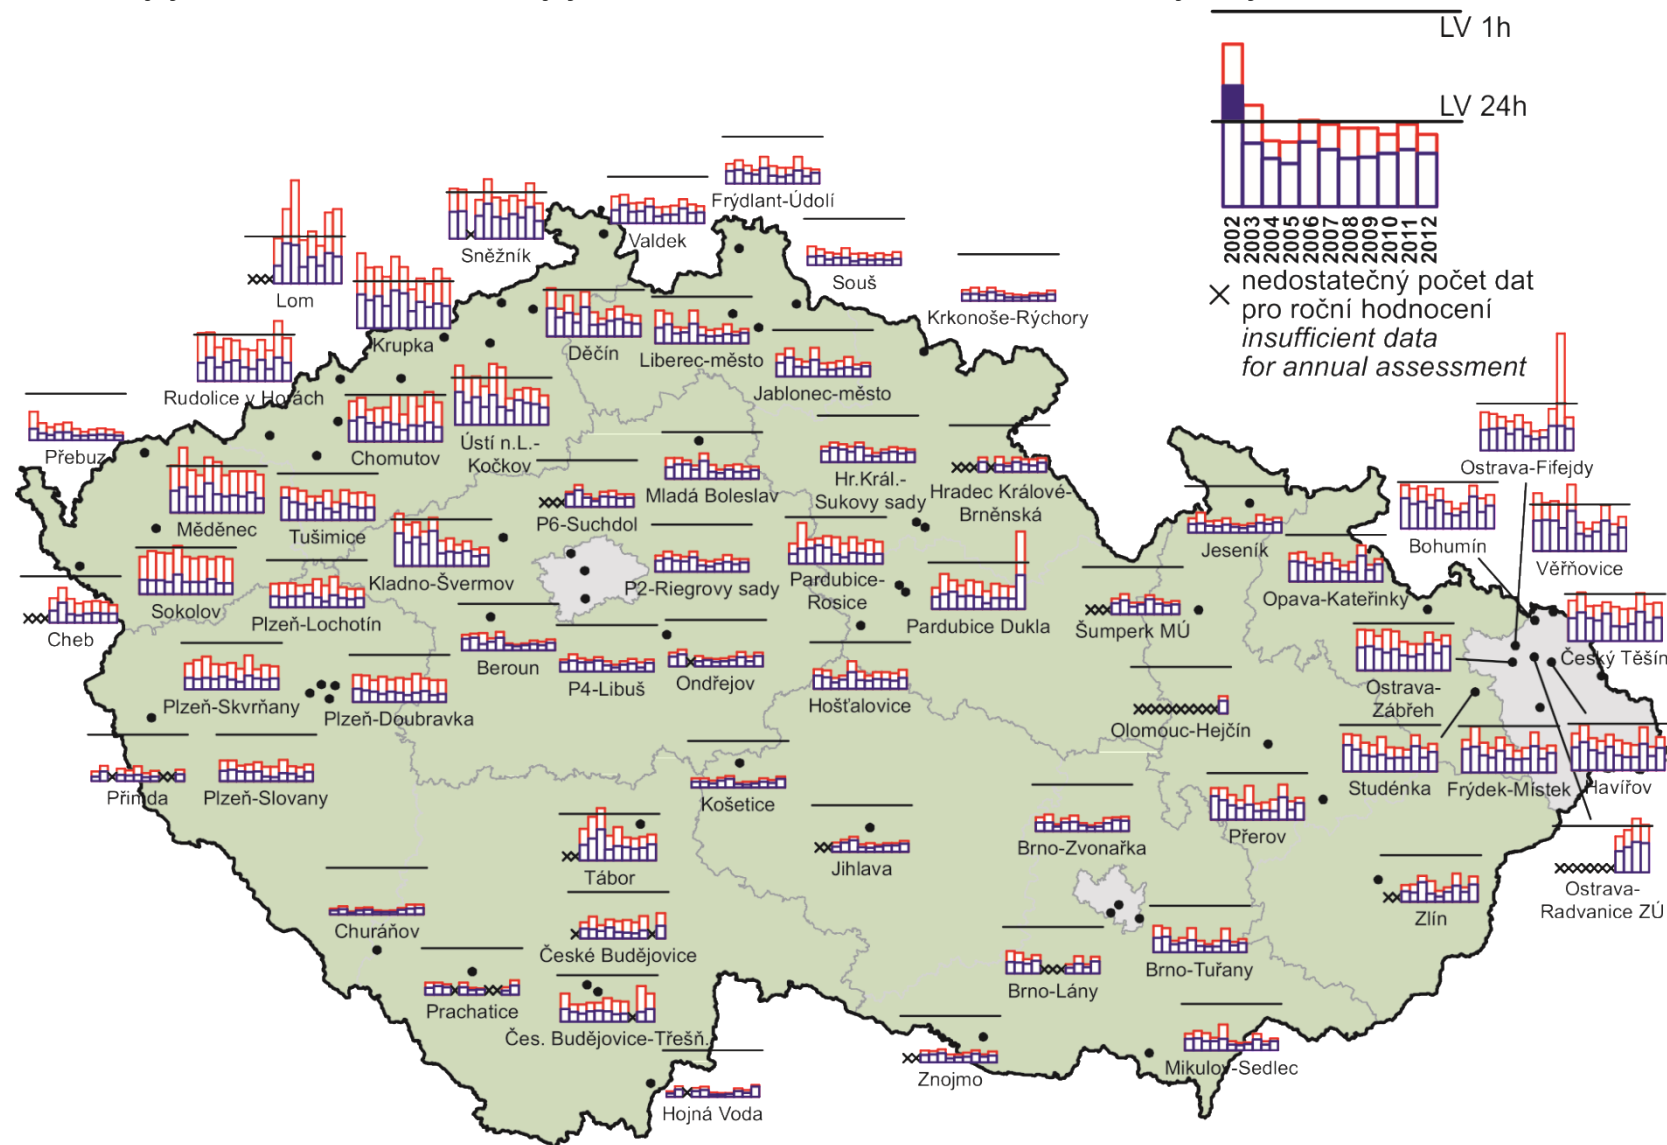 LV 1h
LV 24h
2002
2003
2004
2005
2006
2007
2008
2009
2010
2011
2012
nedostatečný počet dat
pro roční hodnocení
insufficient data
for annual assessment
Frýdlant-Údolí
Valdek
Sněžník
Souš
Lom
Krkonoše-Rýchory
Krupka
Děčín
Liberec-město
Rudolice v Horách
Jablonec-město
Přebuz
Chomutov
Ústí n.L.-
Kočkov
Ostrava-Fifejdy
Měděnec
Tušimice
P6-Suchdol
Mladá Boleslav
Hr.Král.-
Sukovy sady
Hradec Králové-
Brněnská
Jeseník
Bohumín
Věřňovice
Sokolov
Kladno-Švermov
P2-Riegrovy sady
Pardubice-
Rosice
Opava-Kateřinky
Cheb
Plzeň-Lochotín
Pardubice Dukla
Šumperk MÚ
Beroun
P4-Libuš
Ondřejov
Český Těšín
Plzeň-Skvrňany
Plzeň-Doubravka
Hošťalovice
Ostrava-
Zábřeh
Olomouc-Hejčín
Přimda
Plzeň-Slovany
Košetice
Studénka
Frýdek-Místek
Havířov
Tábor
Jihlava
Brno-Zvonařka
Přerov
Churáňov
Zlín
Ostrava-
Radvanice ZÚ
České Budějovice
Brno-Lány
Brno-Tuřany
Prachatice
Čes. Budějovice-Třešň.
Znojmo
Mikulov-Sedlec
Hojná Voda